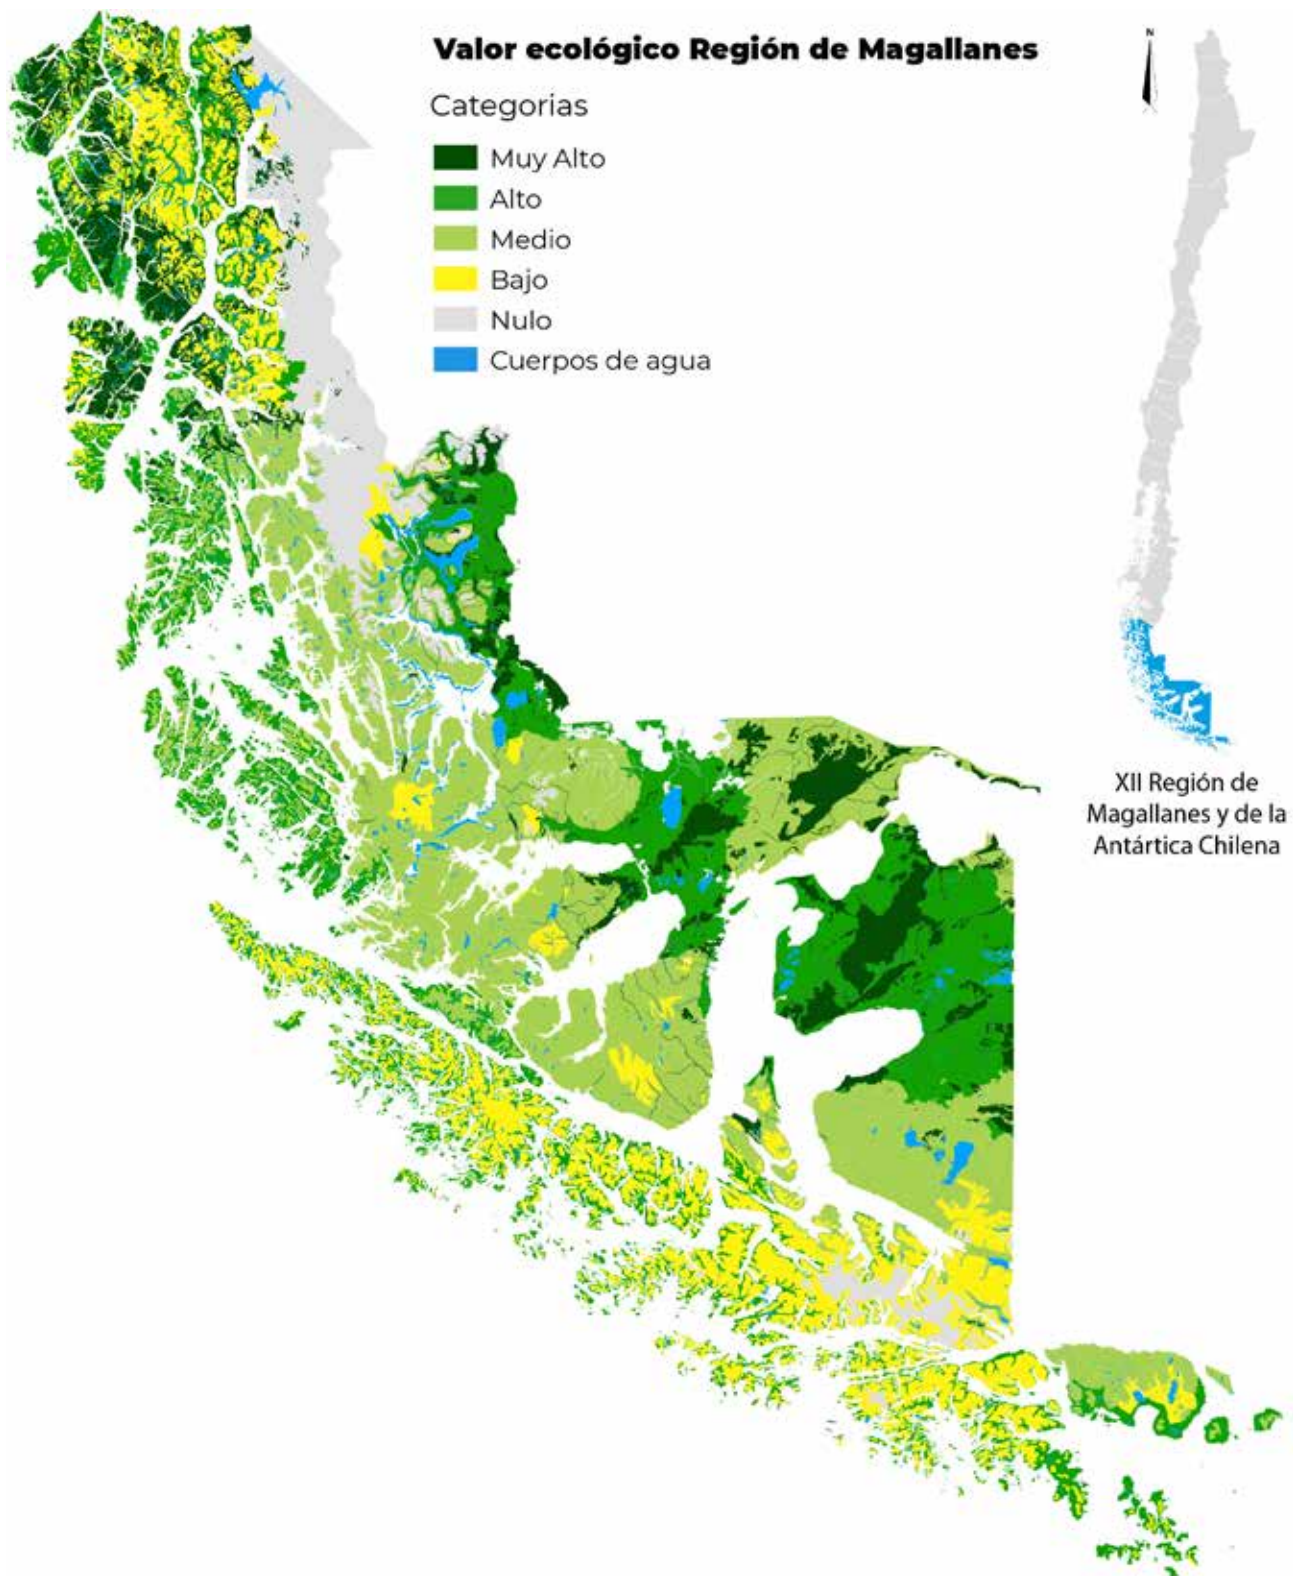 Valor ecológico Región de Magallanes
Categorias
Muy Alto
Alto
Medio
Bajo
Nulo
Cuerpos de agua
N
XII Región de
Magallanes y de la
Antártica Chilena